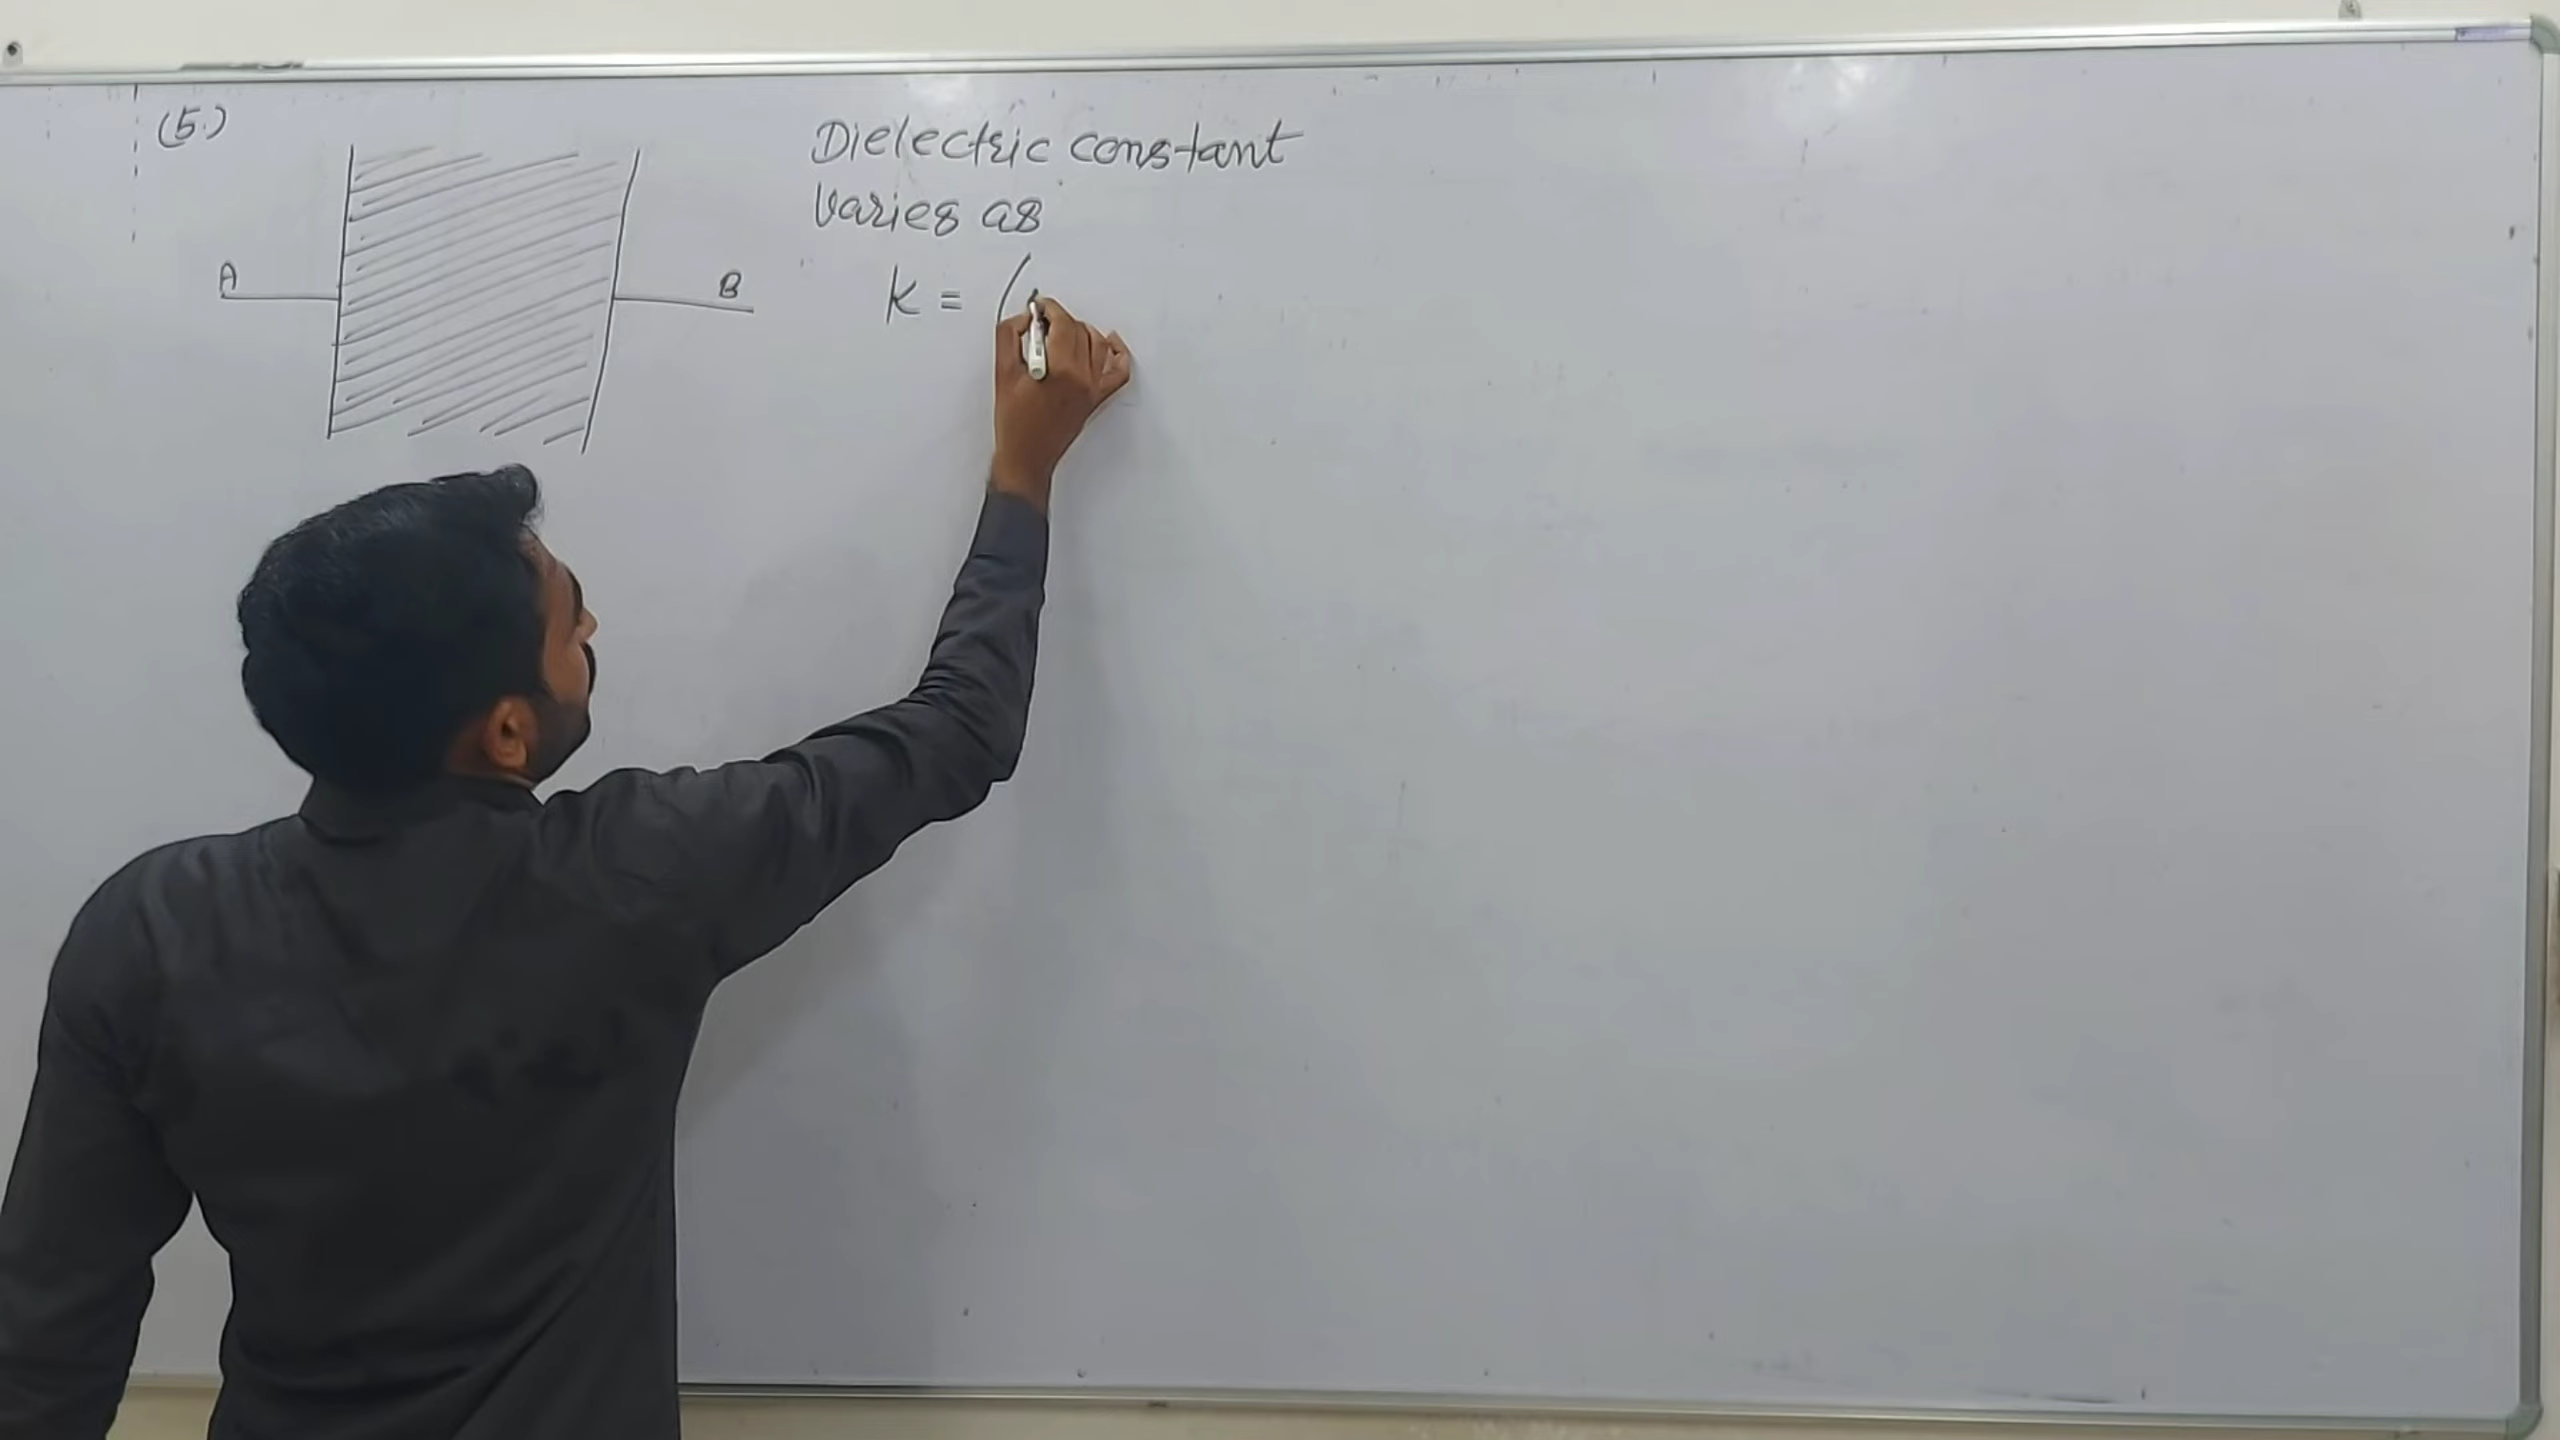 (5.)
A
B
Dielectric constant
varies as
K = (